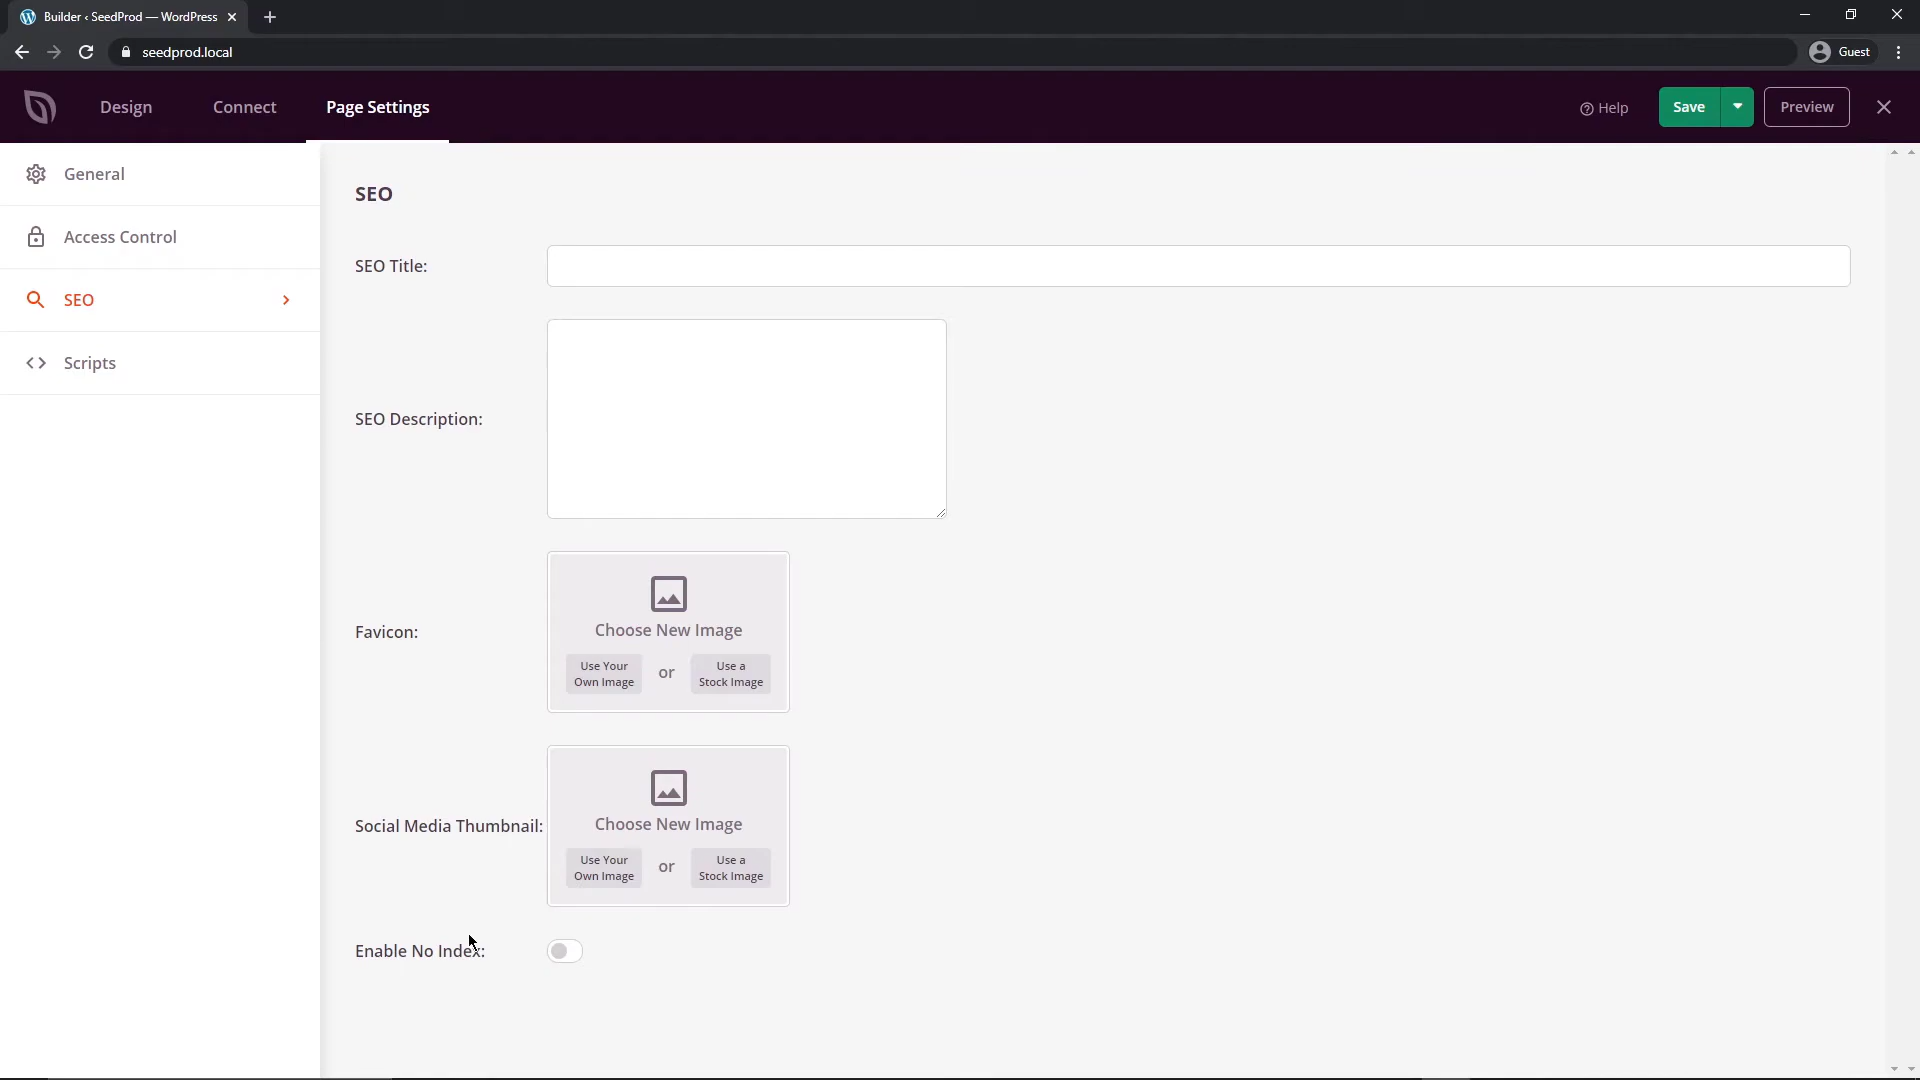 Builder ‹ SeedProd — WordPress
seedprod.local
Guest
Design
Connect
Page Settings
Help
Save
Preview
General
Access Control
SEO
Scripts
SEO
SEO Title:
SEO Description:
Favicon:
Choose New Image
Use Your
Own Image
or
Use a
Stock Image
Social Media Thumbnail:
Choose New Image
Use Your
Own Image
or
Use a
Stock Image
Enable No Index: